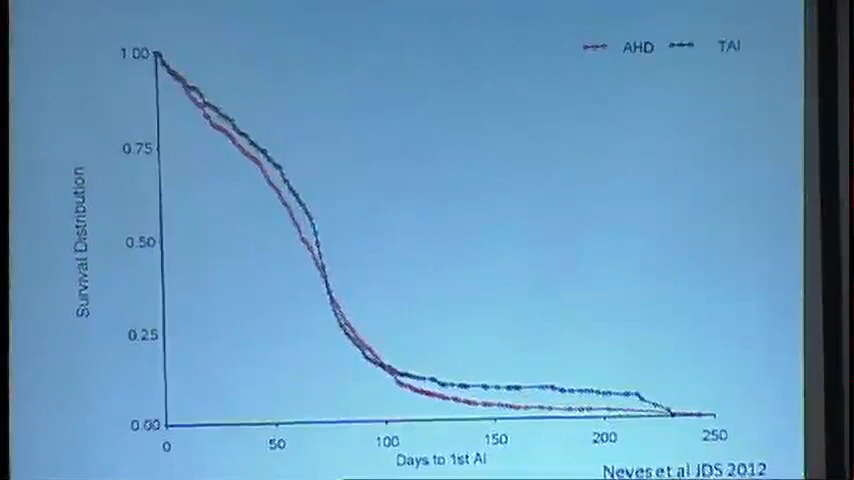 AHD TAI
1.00
0.75
0.50
0.25
0.00
Survival Distribution
0 50 100 150 200 250
Days to 1st AI
Neves et al JDS 2012